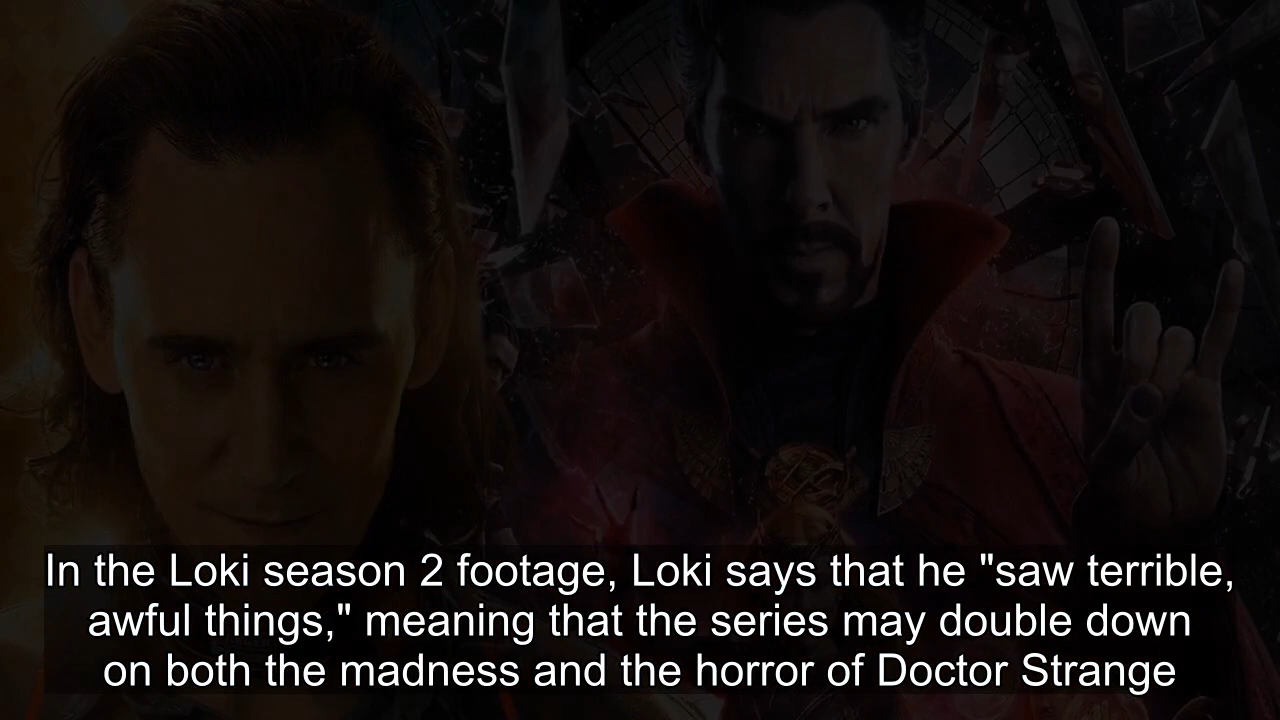 In the Loki season 2 footage, Loki says that he "saw terrible,
awful things," meaning that the series may double down
on both the madness and the horror of Doctor Strange